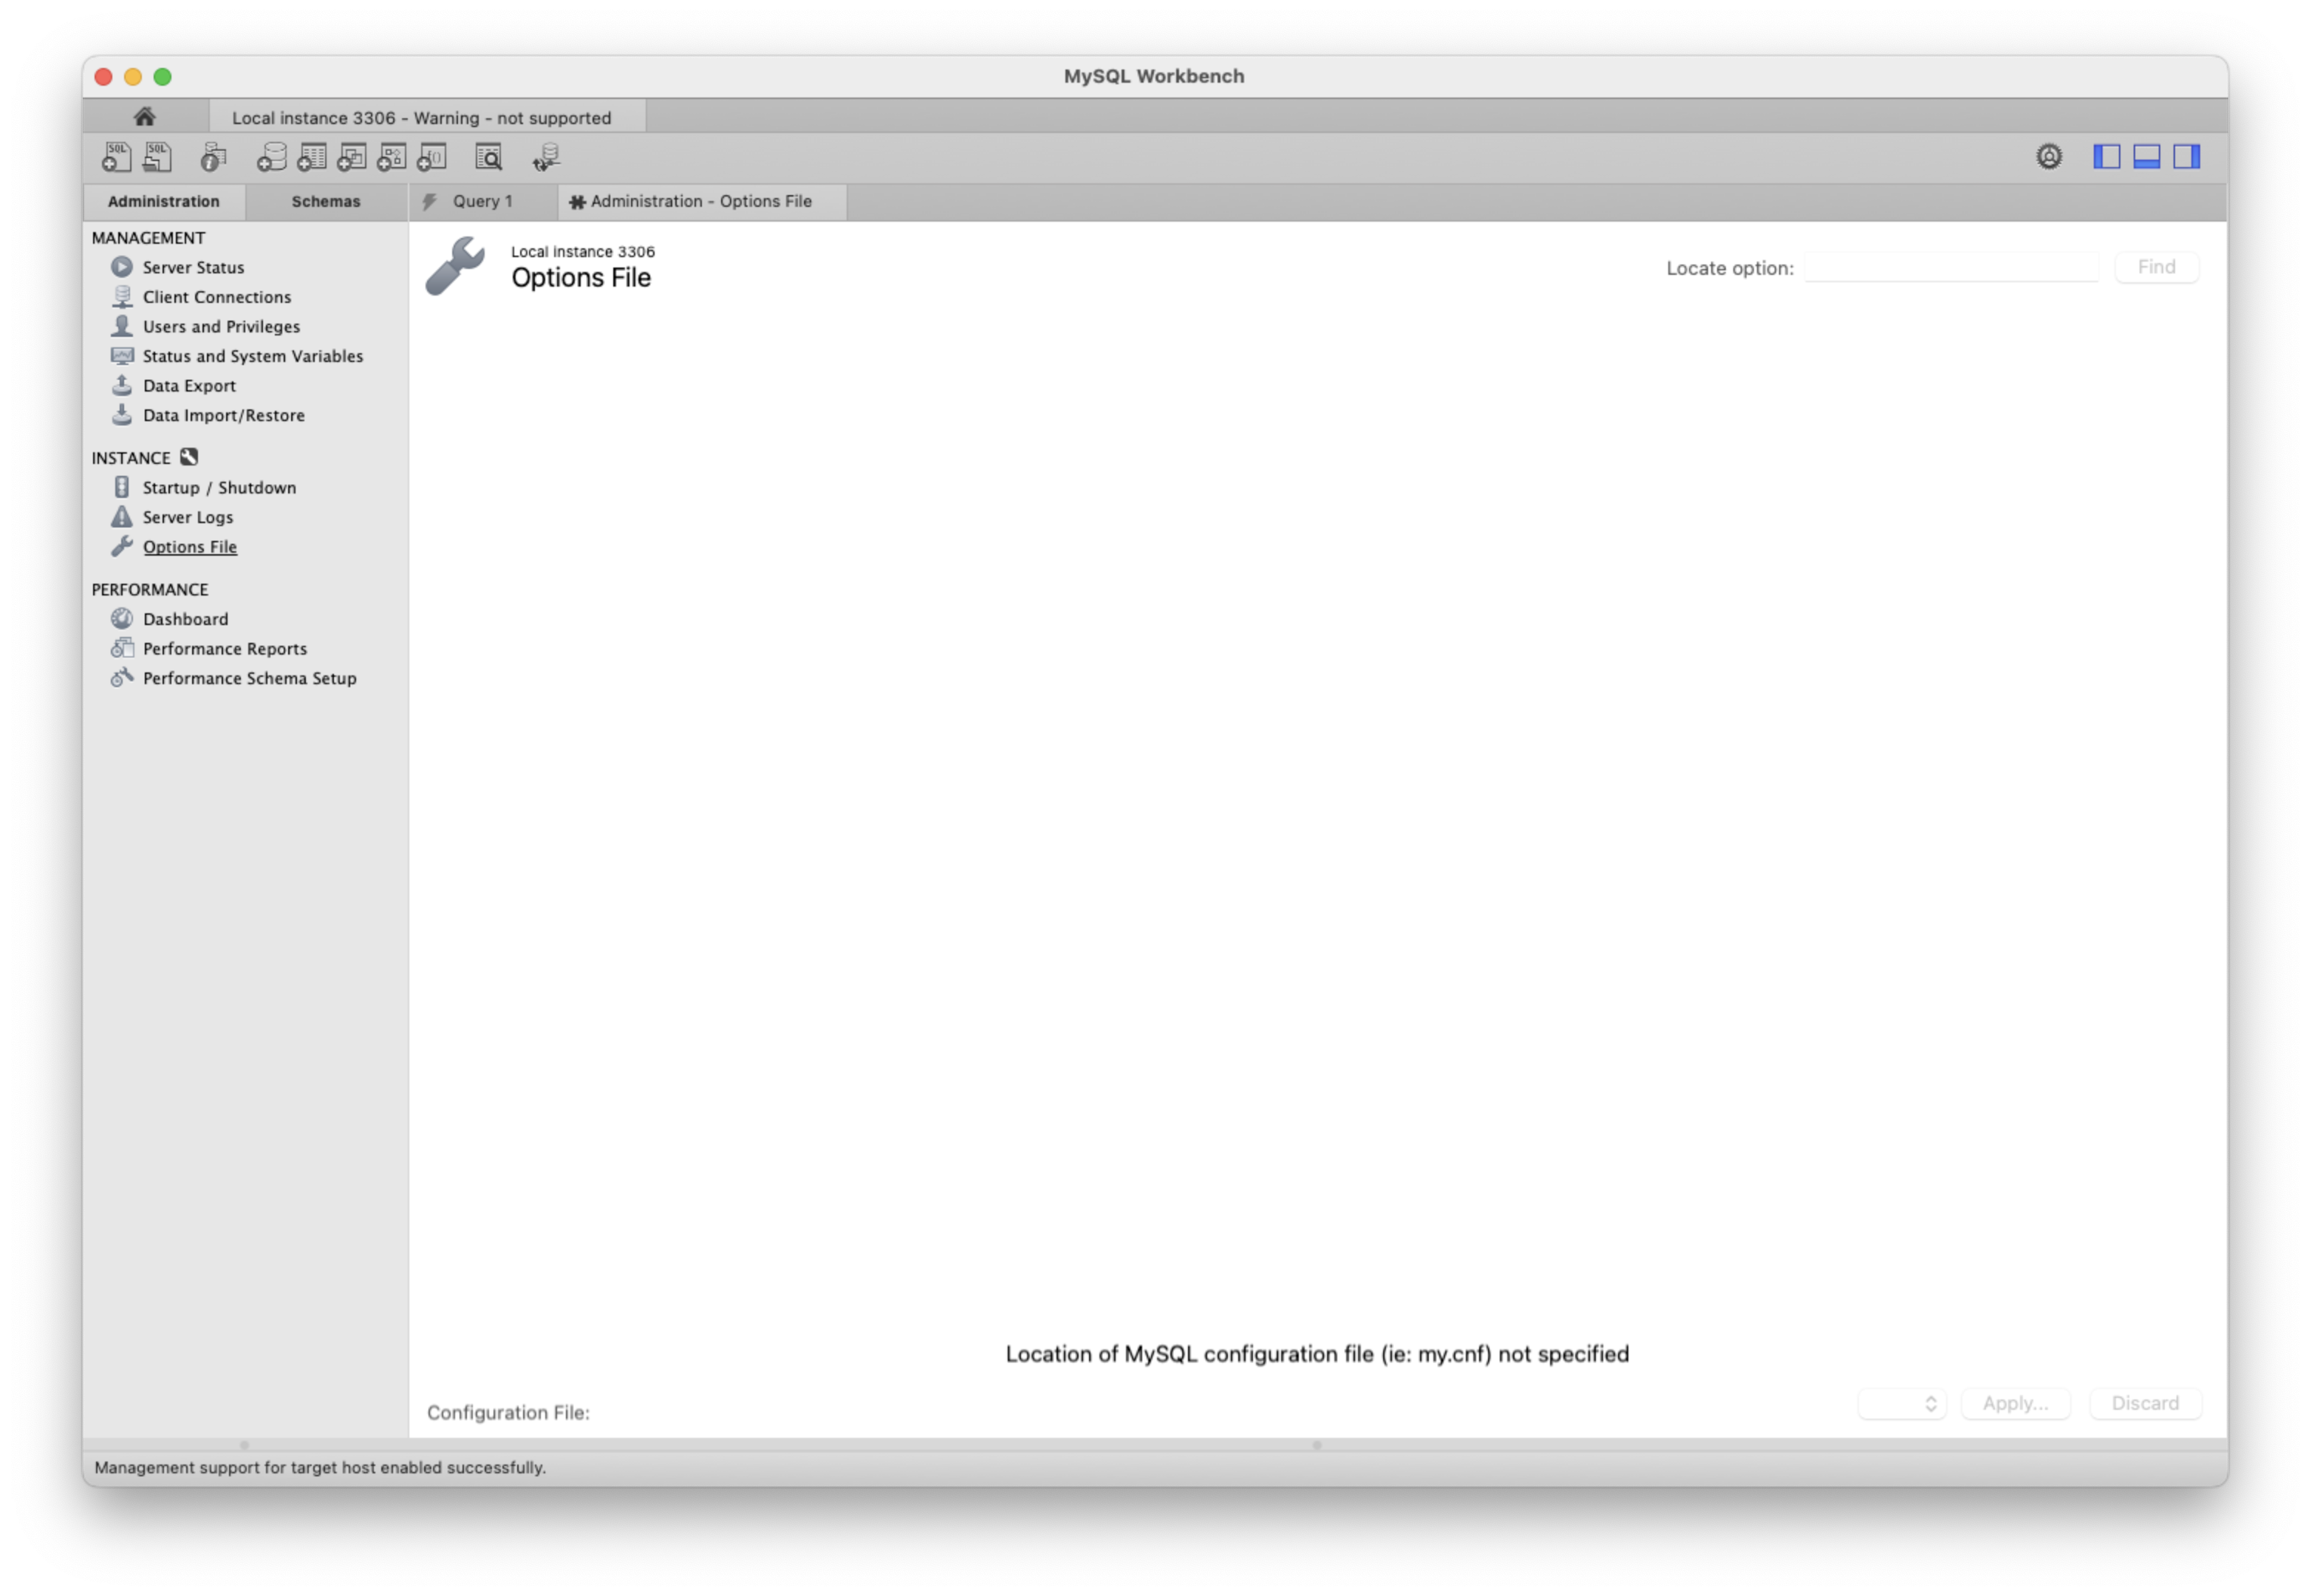 MySQL Workbench
Local instance 3306 - Warning - not supported
SQL SQL
Administration Schemas Query 1 Administration - Options File
MANAGEMENT
Server Status
Client Connections
Users and Privileges
Status and System Variables
Data Export
Data Import/Restore
INSTANCE
Startup / Shutdown
Server Logs
Options File
PERFORMANCE
Dashboard
Performance Reports
Performance Schema Setup
Local instance 3306
Options File
Locate option: Find
Location of MySQL configuration file (ie: my.cnf) not specified
Configuration File: Apply... Discard
Management support for target host enabled successfully.